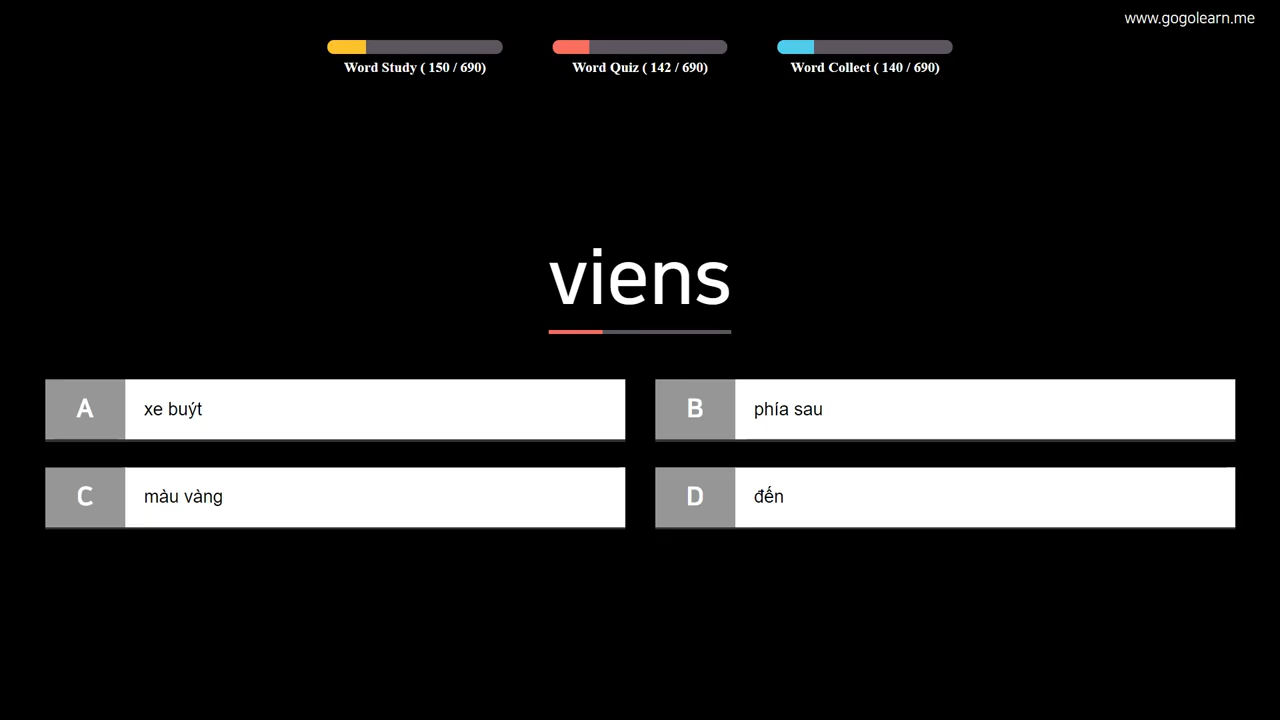 www.gogolearn.me
Word Study ( 150 / 690)
Word Quiz ( 142 / 690)
Word Collect ( 140 / 690)
viens
A xe buýt
B phía sau
C màu vàng
D đến